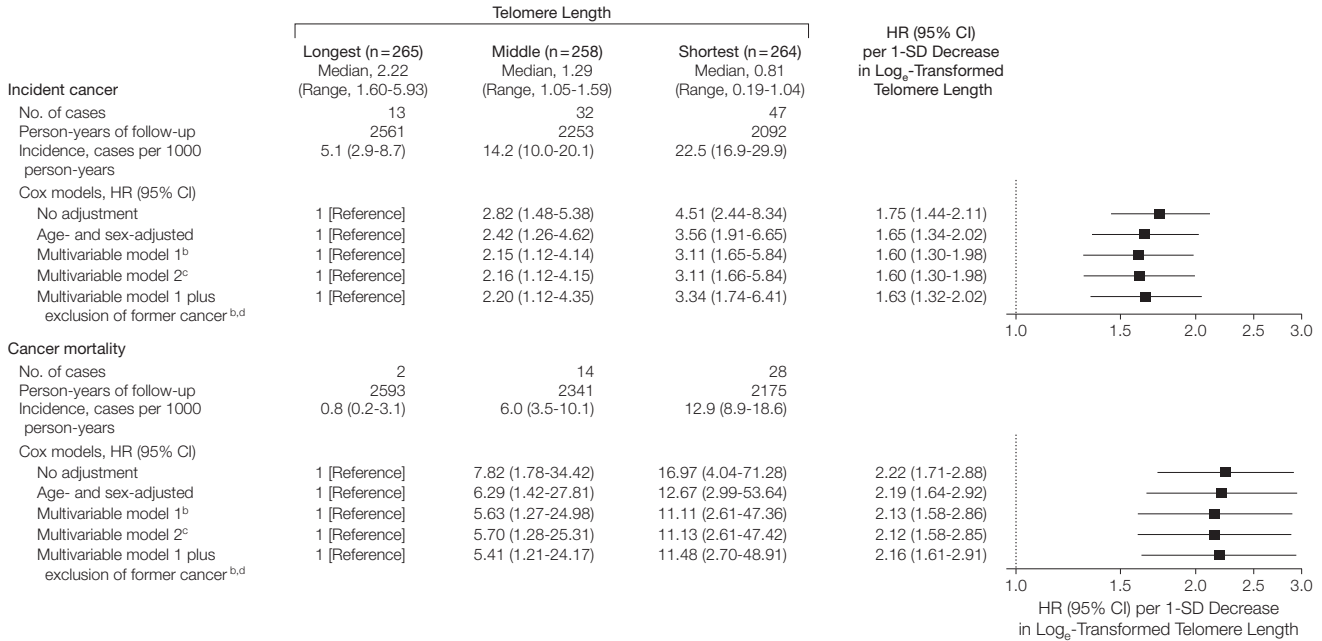 Telomere Length
Longest (n=265) Middle (n=258) Shortest (n=264) HR (95% CI)
Median, 2.22 Median, 1.29 Median, 0.81 per 1-SD Decrease
(Range, 1.60-5.93) (Range, 1.05-1.59) (Range, 0.19-1.04) in Logₑ-Transformed
Telomere Length
Incident cancer
No. of cases 13 32 47
Person-years of follow-up 2561 2253 2092
Incidence, cases per 1000 5.1 (2.9-8.7) 14.2 (10.0-20.1) 22.5 (16.9-29.9)
person-years
Cox models, HR (95% CI)
No adjustment 1 [Reference] 2.82 (1.48-5.38) 4.51 (2.44-8.34) 1.75 (1.44-2.11)
Age- and sex-adjusted 1 [Reference] 2.42 (1.26-4.62) 3.56 (1.91-6.65) 1.65 (1.34-2.02)
Multivariable model 1ᵇ 1 [Reference] 2.15 (1.12-4.14) 3.11 (1.65-5.84) 1.60 (1.30-1.98)
Multivariable model 2ᶜ 1 [Reference] 2.16 (1.12-4.15) 3.11 (1.66-5.84) 1.60 (1.30-1.98)
Multivariable model 1 plus 1 [Reference] 2.20 (1.12-4.35) 3.34 (1.74-6.41) 1.63 (1.32-2.02)
exclusion of former cancer ᵇ,ᵈ
1.0 1.5 2.0 2.5 3.0
Cancer mortality
No. of cases 2 14 28
Person-years of follow-up 2593 2341 2175
Incidence, cases per 1000 0.8 (0.2-3.1) 6.0 (3.5-10.1) 12.9 (8.9-18.6)
person-years
Cox models, HR (95% CI)
No adjustment 1 [Reference] 7.82 (1.78-34.42) 16.97 (4.04-71.28) 2.22 (1.71-2.88)
Age- and sex-adjusted 1 [Reference] 6.29 (1.42-27.81) 12.67 (2.99-53.64) 2.19 (1.64-2.92)
Multivariable model 1ᵇ 1 [Reference] 5.63 (1.27-24.98) 11.11 (2.61-47.36) 2.13 (1.58-2.86)
Multivariable model 2ᶜ 1 [Reference] 5.70 (1.28-25.31) 11.13 (2.61-47.42) 2.12 (1.58-2.85)
Multivariable model 1 plus 1 [Reference] 5.41 (1.21-24.17) 11.48 (2.70-48.91) 2.16 (1.61-2.91)
exclusion of former cancer ᵇ,ᵈ
1.0 1.5 2.0 2.5 3.0
HR (95% CI) per 1-SD Decrease
in Logₑ-Transformed Telomere Length